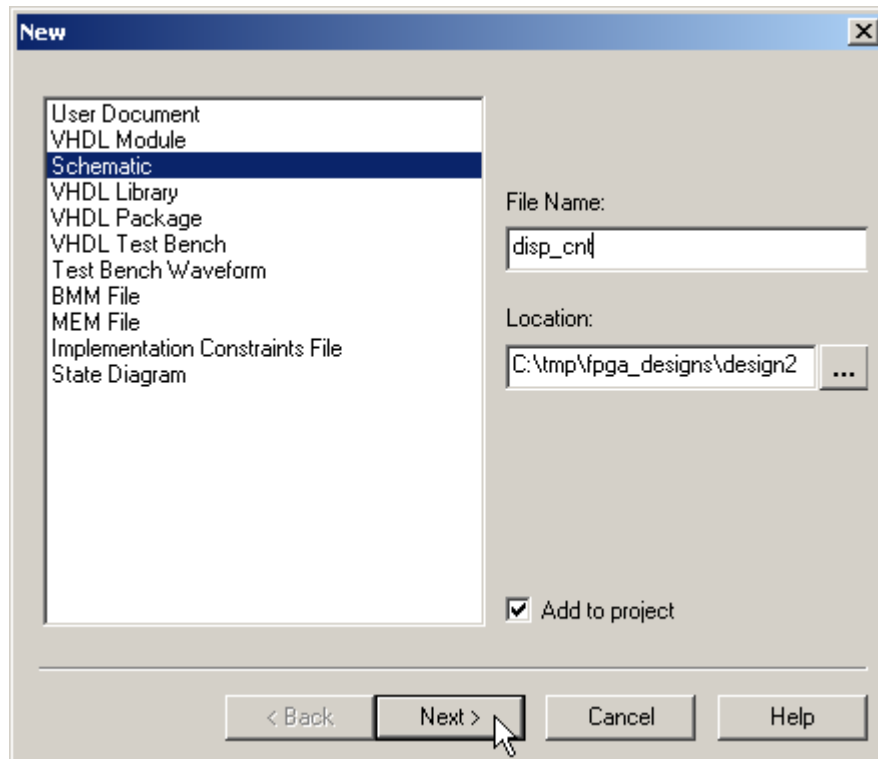 New
User Document
VHDL Module
Schematic
VHDL Library
VHDL Package
VHDL Test Bench
Test Bench Waveform
BMM File
MEM File
Implementation Constraints File
State Diagram
File Name:
disp_cnt
Location:
C:\tmp\fpga_designs\design2
...
Add to project
< Back
Next >
Cancel
Help